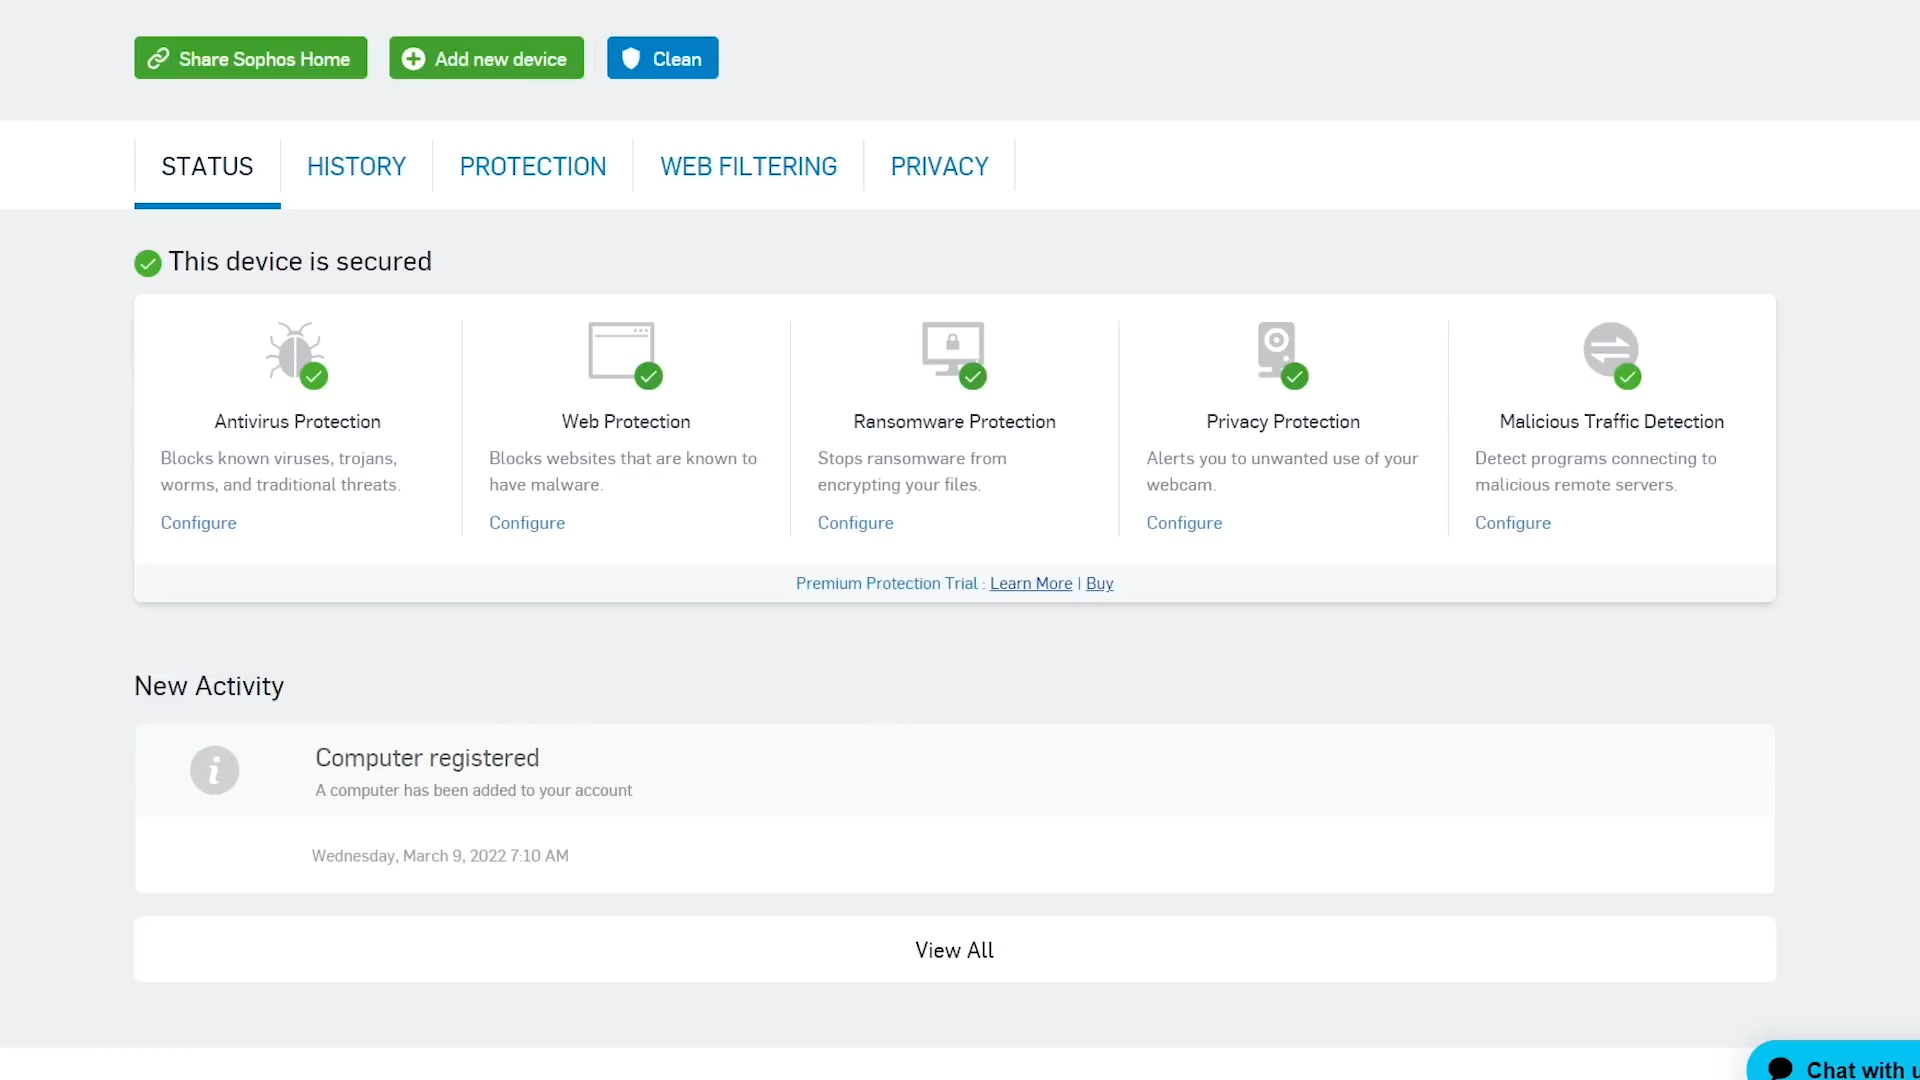 Share Sophos Home
Add new device
Clean
STATUS
HISTORY
PROTECTION
WEB FILTERING
PRIVACY
This device is secured
Antivirus Protection
Blocks known viruses, trojans,
worms, and traditional threats.
Configure
Web Protection
Blocks websites that are known to
have malware.
Configure
Ransomware Protection
Stops ransomware from
encrypting your files.
Configure
Privacy Protection
Alerts you to unwanted use of your
webcam.
Configure
Malicious Traffic Detection
Detect programs connecting to
malicious remote servers.
Configure
Premium Protection Trial : Learn More | Buy
New Activity
Computer registered
A computer has been added to your account
Wednesday, March 9, 2022 7:10 AM
View All
Chat with